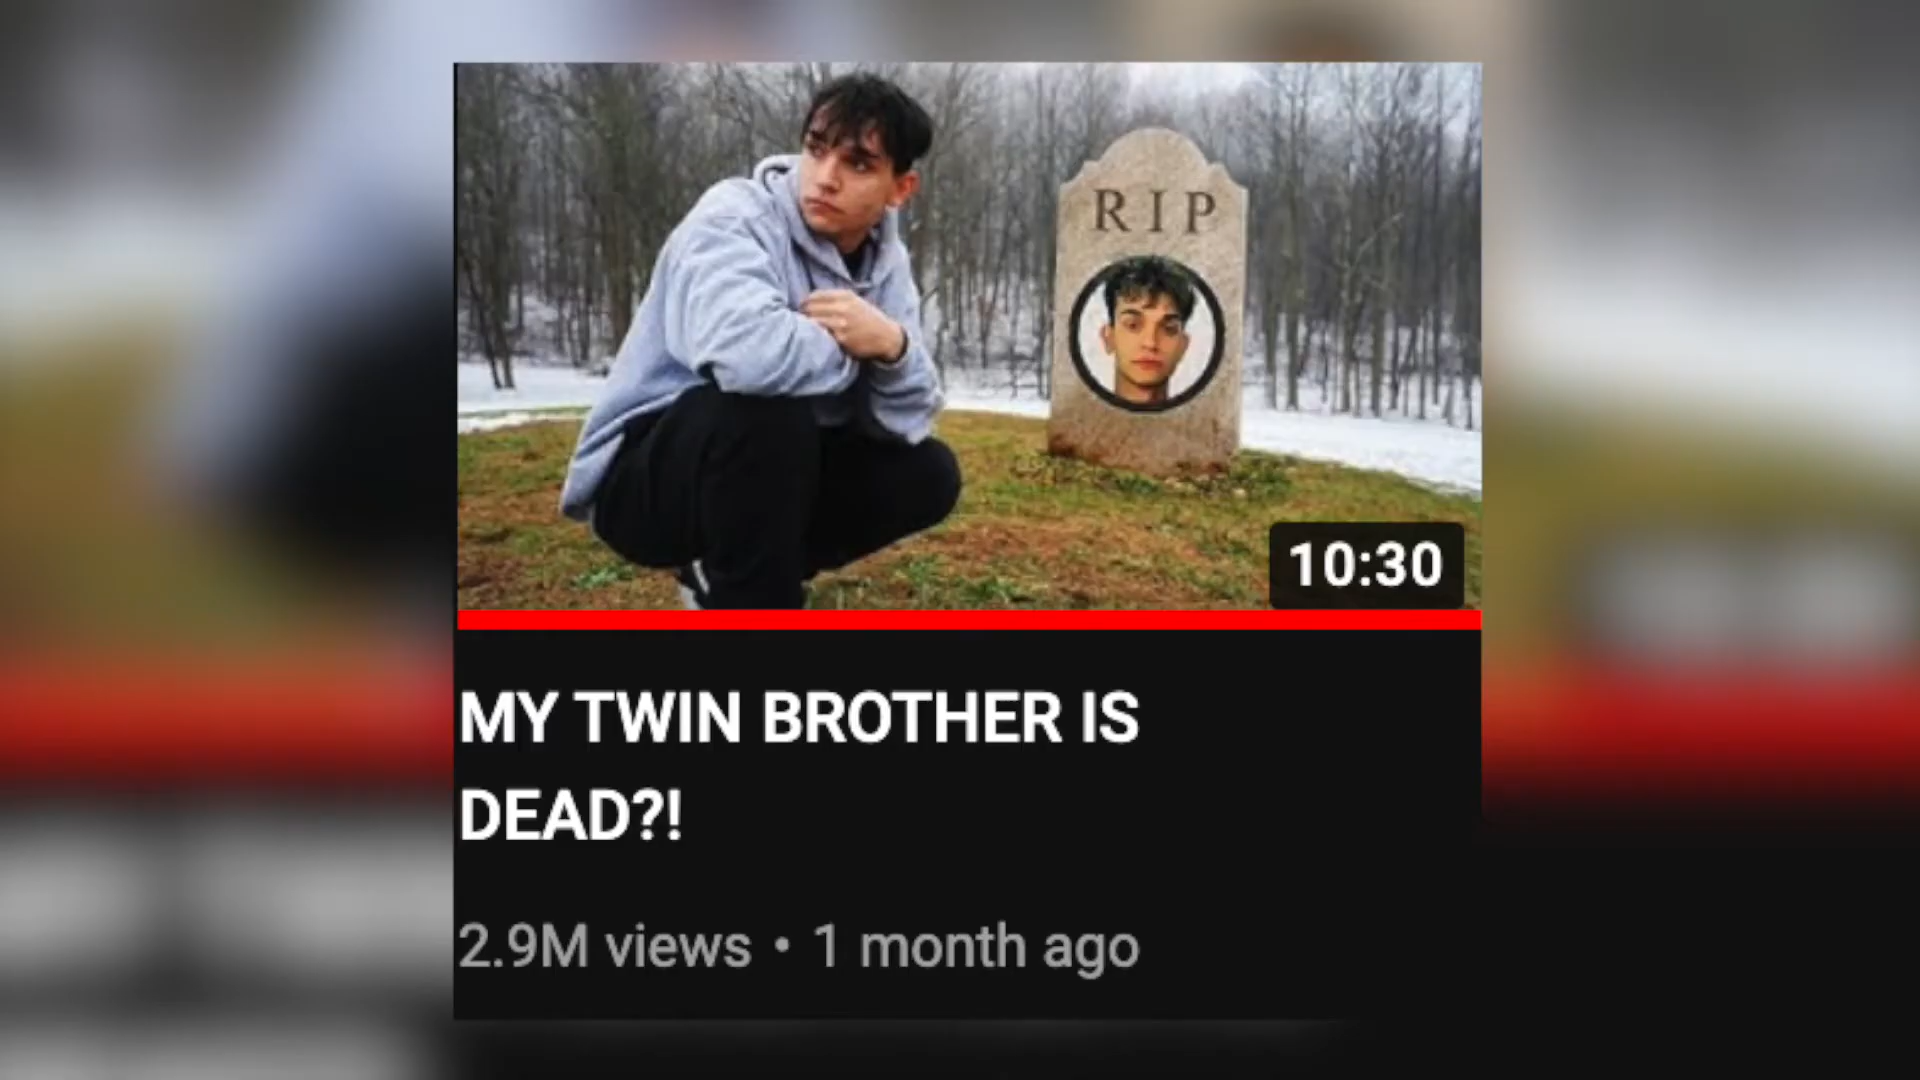 RIP
10:30
MY TWIN BROTHER IS
DEAD?!
2.9M views • 1 month ago